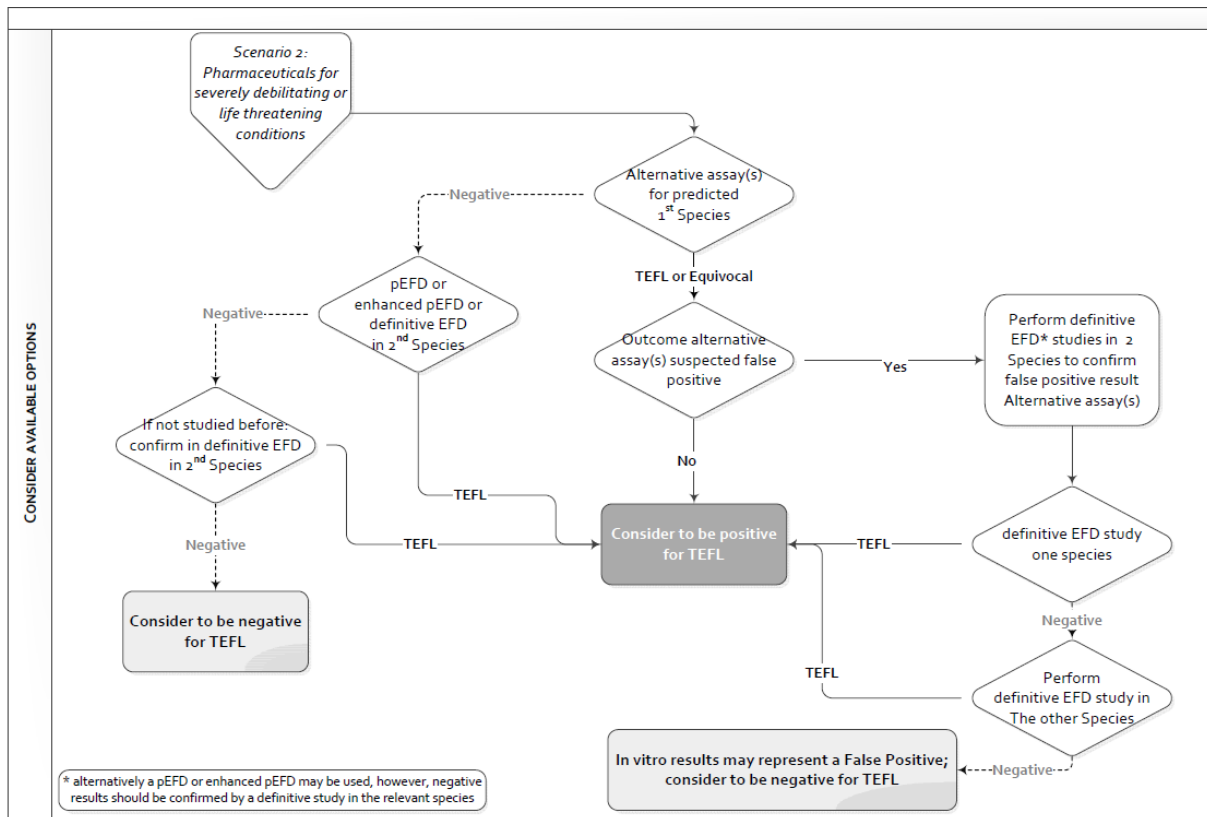 CONSIDER AVAILABLE OPTIONS
Scenario 2:
Pharmaceuticals for
severely debilitating or
life threatening
conditions
Alternative assay(s)
for predicted
1st Species
Negative
TEFL or Equivocal
pEFD or
enhanced pEFD or
definitive EFD
in 2nd Species
Negative
Outcome alternative
assay(s) suspected false
positive
Yes
Perform definitive
EFD* studies in 2
Species to confirm
false positive result
Alternative assay(s)
If not studied before:
confirm in definitive EFD
in 2nd Species
No
TEFL
Negative
TEFL
Consider to be positive
for TEFL
TEFL
definitive EFD study
one species
Consider to be negative
for TEFL
Negative
TEFL
Perform
definitive EFD study in
The other Species
In vitro results may represent a False Positive;
consider to be negative for TEFL
Negative
* alternatively a pEFD or enhanced pEFD may be used, however, negative
results should be confirmed by a definitive study in the relevant species